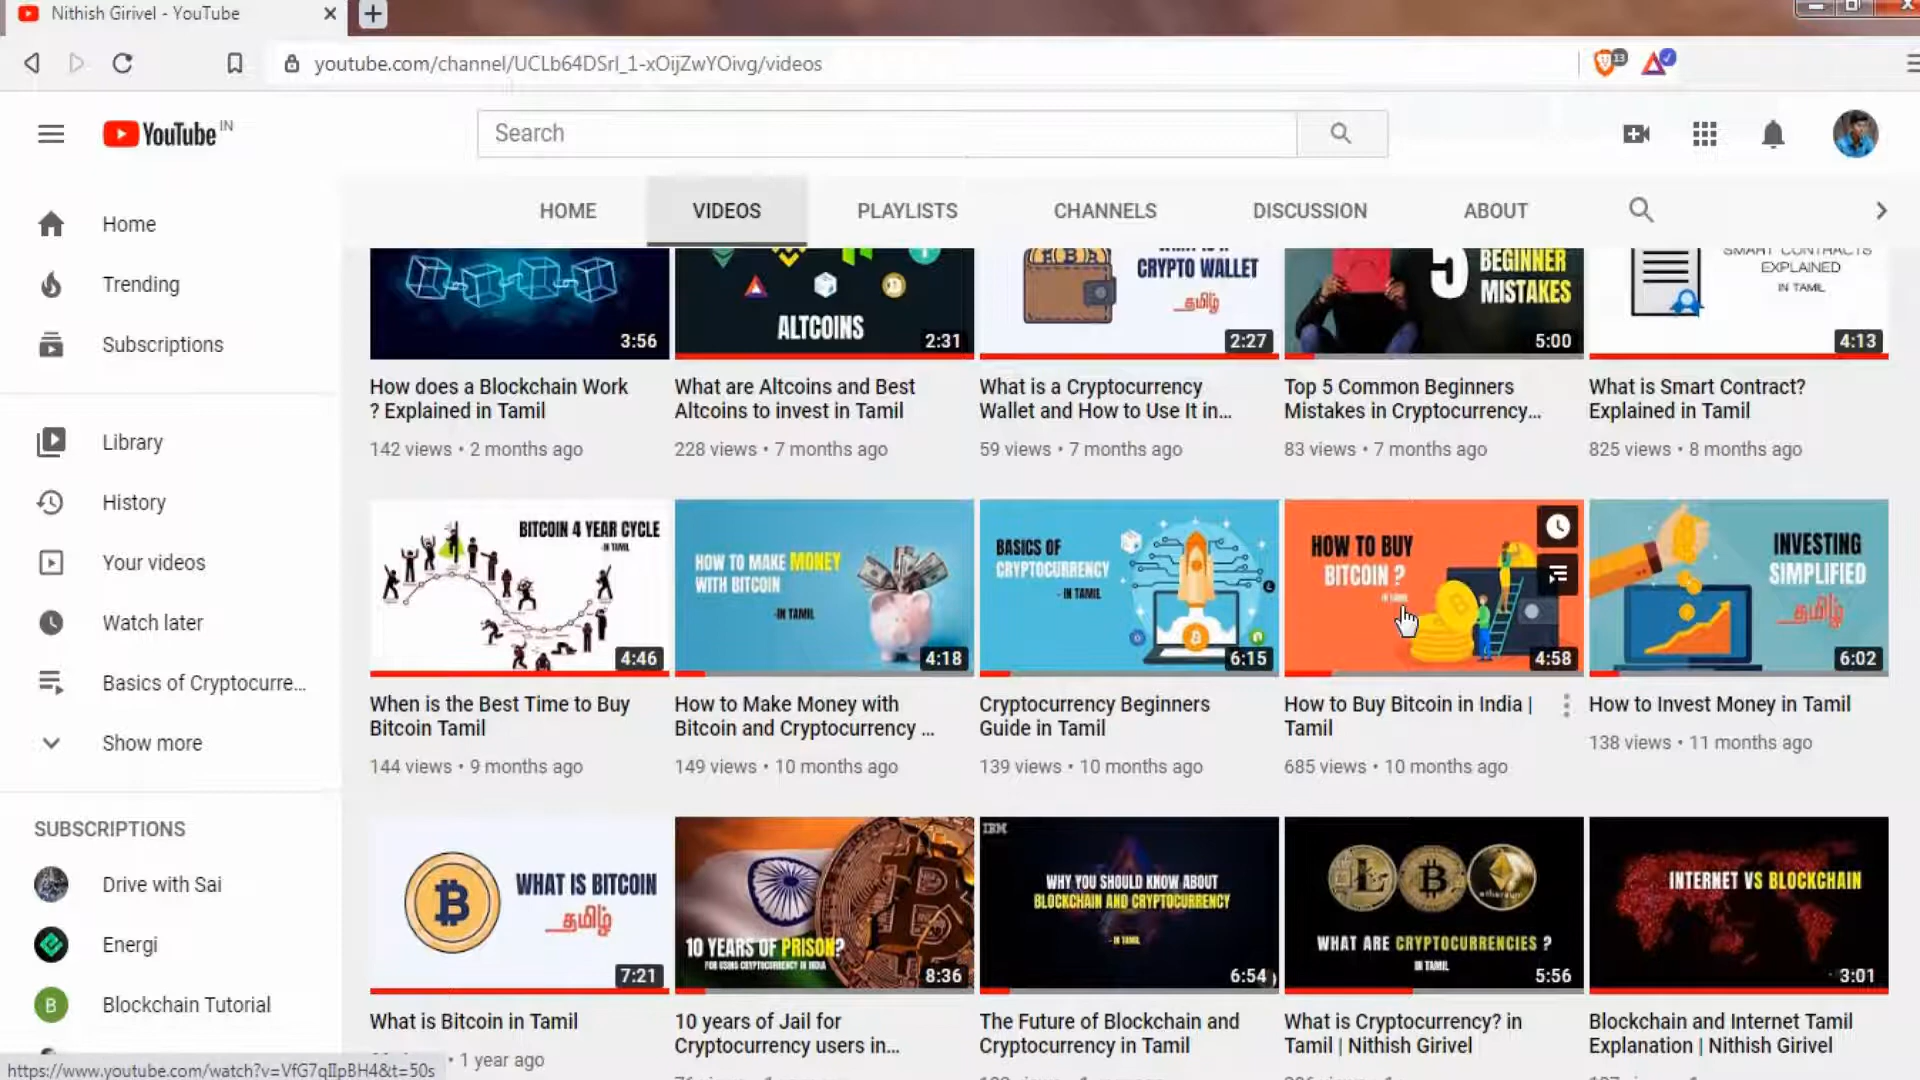 Nithish Girivel - YouTube
youtube.com/channel/UCLb64DSrI_1-xOijZwYOivg/videos
13
YouTube IN
Search
HOME
VIDEOS
PLAYLISTS
CHANNELS
DISCUSSION
ABOUT
Home
Trending
Subscriptions
Library
History
Your videos
Watch later
Basics of Cryptocurre...
Show more
SUBSCRIPTIONS
Drive with Sai
Energi
B
Blockchain Tutorial
3:56
ALTCOINS
2:31
CRYPTO WALLET
தமிழ்
2:27
5 BEGINNER
MISTAKES
5:00
SMART CONTRACTS
EXPLAINED
IN TAMIL
4:13
How does a Blockchain Work
? Explained in Tamil
142 views • 2 months ago
What are Altcoins and Best
Altcoins to invest in Tamil
228 views • 7 months ago
What is a Cryptocurrency
Wallet and How to Use It in...
59 views • 7 months ago
Top 5 Common Beginners
Mistakes in Cryptocurrency...
83 views • 7 months ago
What is Smart Contract?
Explained in Tamil
825 views • 8 months ago
BITCOIN 4 YEAR CYCLE
-IN TAMIL
4:46
HOW TO MAKE MONEY
WITH BITCOIN
-IN TAMIL
4:18
BASICS OF
CRYPTOCURRENCY
- IN TAMIL
6:15
HOW TO BUY
BITCOIN ?
4:58
INVESTING
SIMPLIFIED
தமிழ்
6:02
When is the Best Time to Buy
Bitcoin Tamil
144 views • 9 months ago
How to Make Money with
Bitcoin and Cryptocurrency ...
149 views • 10 months ago
Cryptocurrency Beginners
Guide in Tamil
139 views • 10 months ago
How to Buy Bitcoin in India |
Tamil
685 views • 10 months ago
How to Invest Money in Tamil
138 views • 11 months ago
WHAT IS BITCOIN
தமிழ்
7:21
10 YEARS OF PRISON?
FOR USING CRYPTOCURRENCY IN INDIA
8:36
IBM
WHY YOU SHOULD KNOW ABOUT
BLOCKCHAIN AND CRYPTOCURRENCY
- IN TAMIL
6:54
ethereum
WHAT ARE CRYPTOCURRENCIES ?
IN TAMIL
5:56
INTERNET VS BLOCKCHAIN
3:01
What is Bitcoin in Tamil
• 1 year ago
10 years of Jail for
Cryptocurrency users in...
The Future of Blockchain and
Cryptocurrency in Tamil
What is Cryptocurrency? in
Tamil | Nithish Girivel
Blockchain and Internet Tamil
Explanation | Nithish Girivel
https://www.youtube.com/watch?v=VfG7qIIpBH4&t=50s